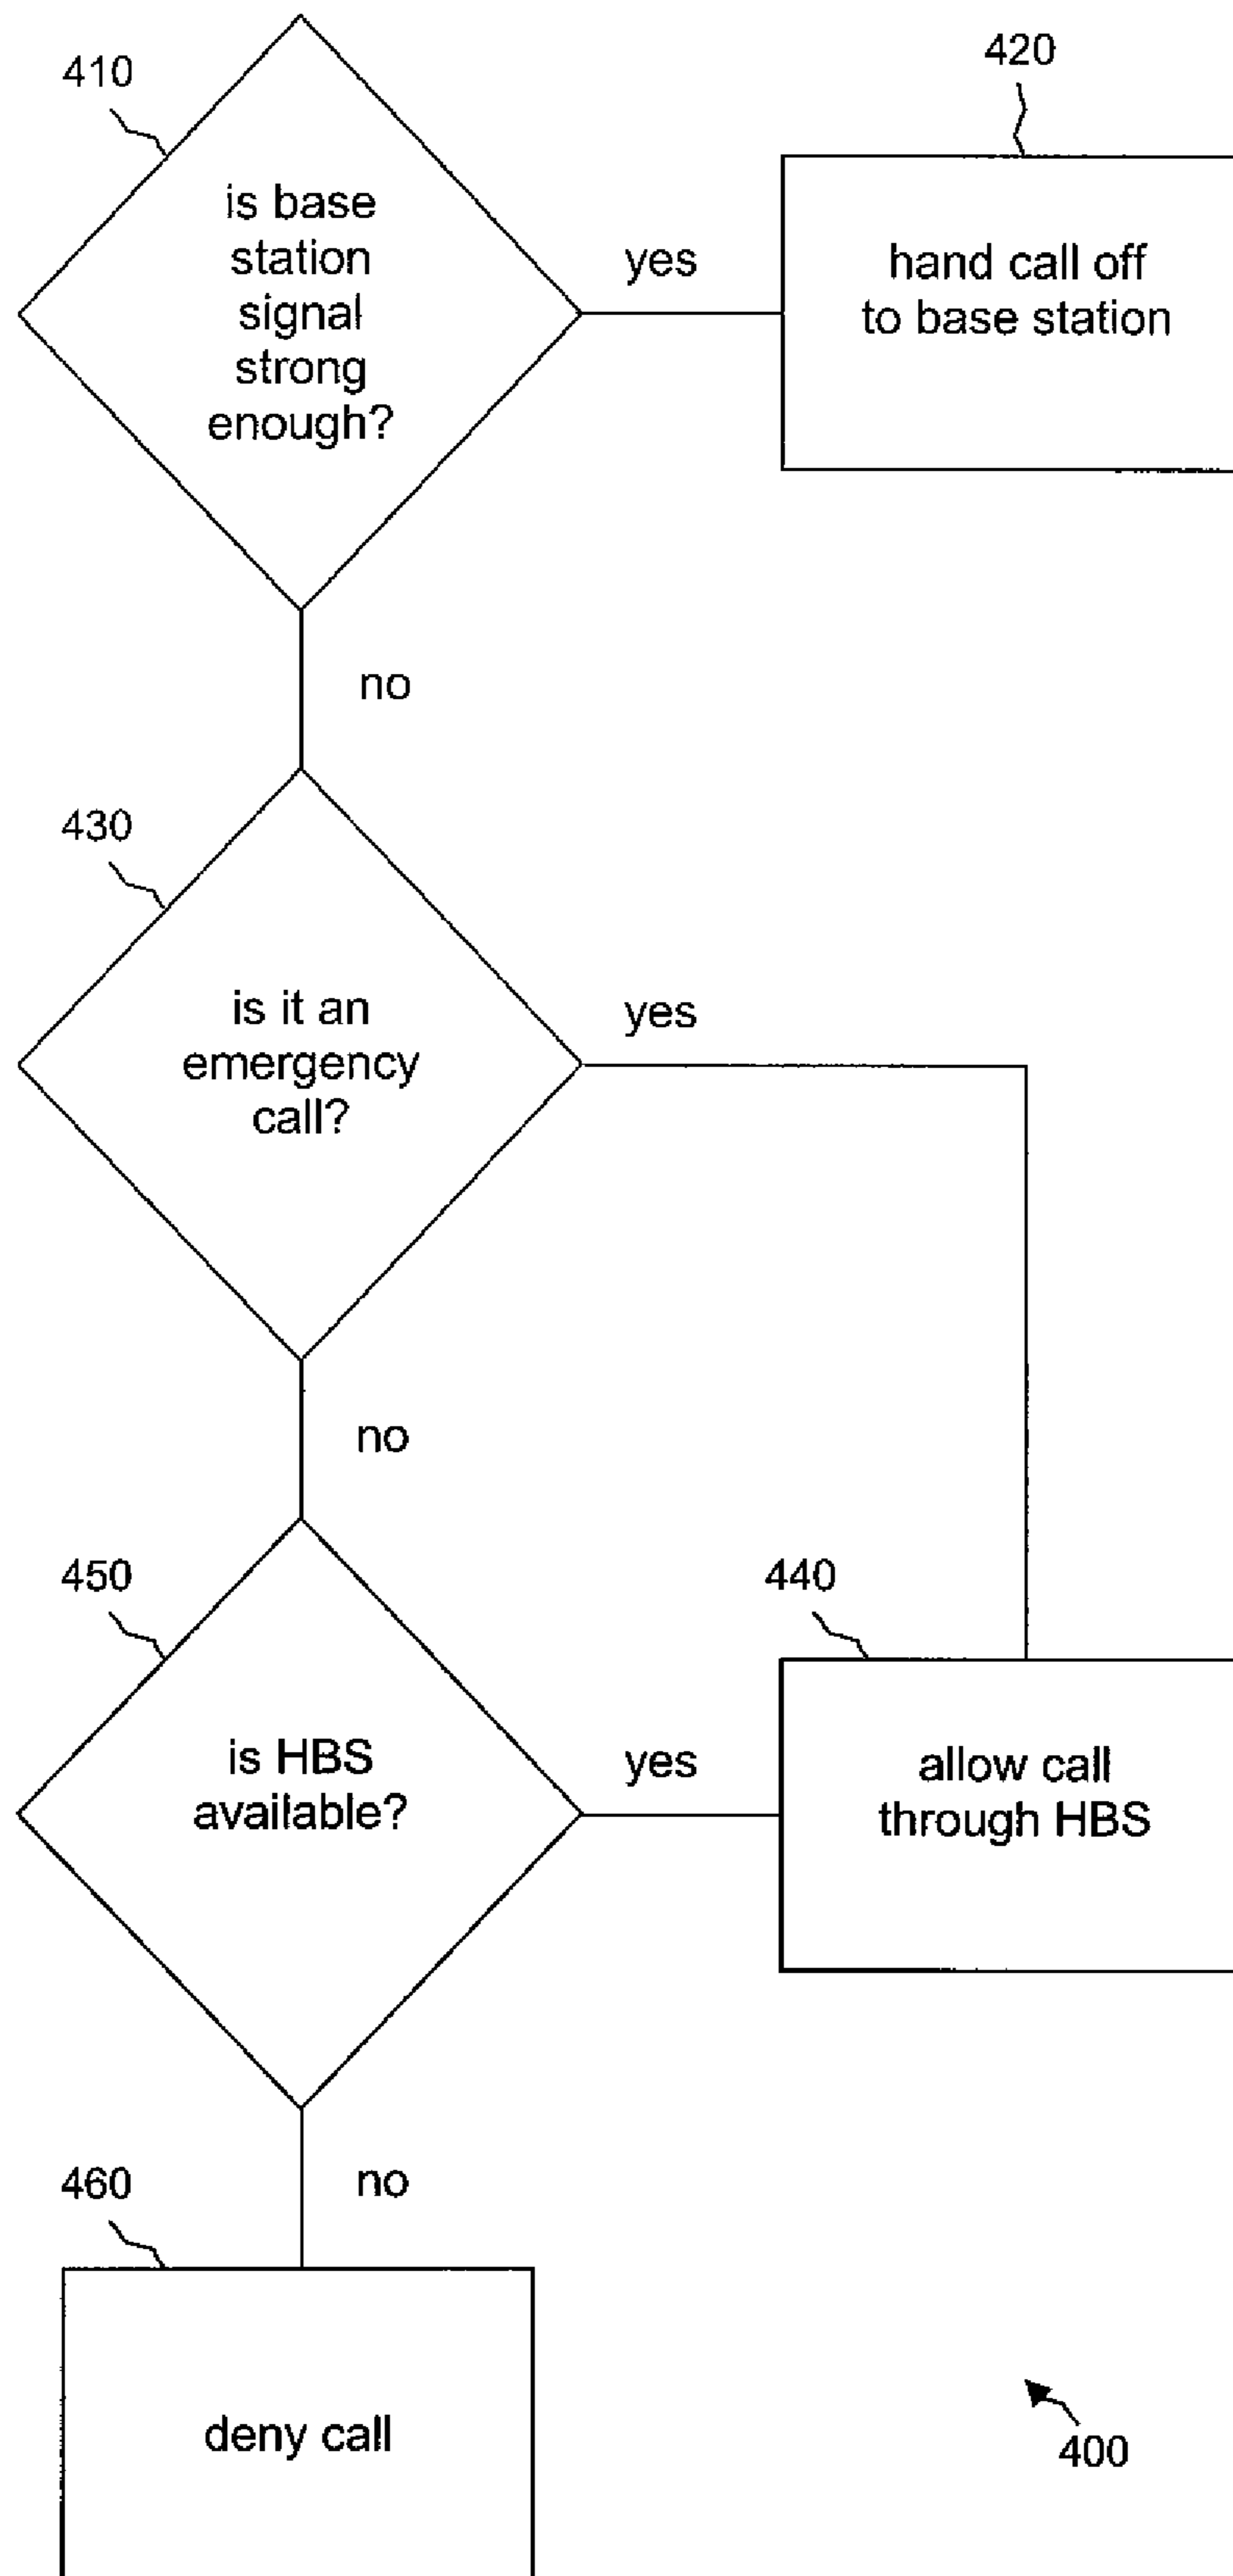 410
420
is base
station
signal
strong
enough?
yes
hand call off
to base station
no
430
is it an
emergency
call?
yes
no
450
440
is HBS
available?
yes
allow call
through HBS
460
no
deny call
400